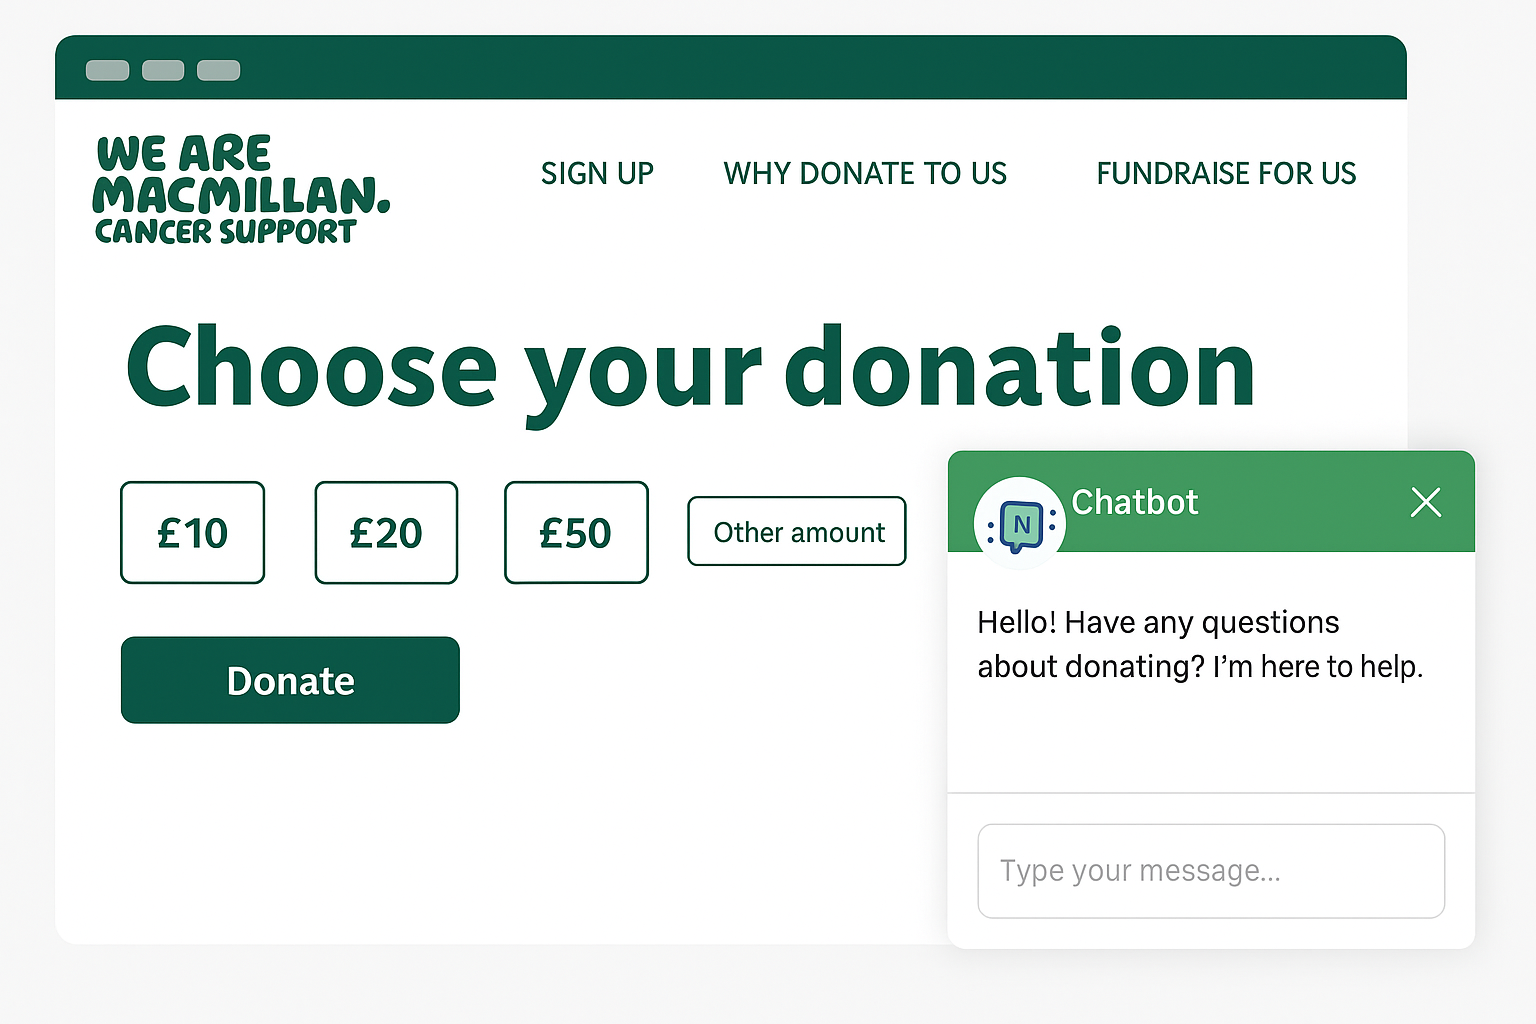 WE ARE
MACMILLAN.
CANCER SUPPORT
SIGN UP
WHY DONATE TO US
FUNDRAISE FOR US
Choose your donation
£10
£20
£50
Other amount
Donate
N
Chatbot
Hello! Have any questions
about donating? I’m here to help.
Type your message...